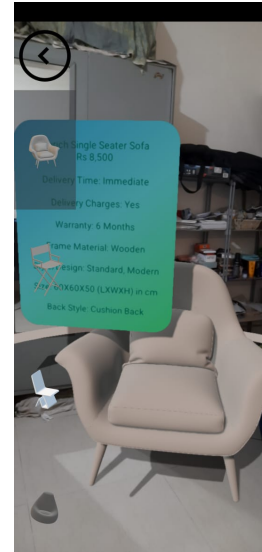 Single Seater Sofa
Rs 8,500
Delivery Time: Immediate
Delivery Charges: Yes
Warranty: 6 Months
Frame Material: Wooden
Design: Standard, Modern
X60X50 (LXWXH) in cm
Back Style: Cushion Back